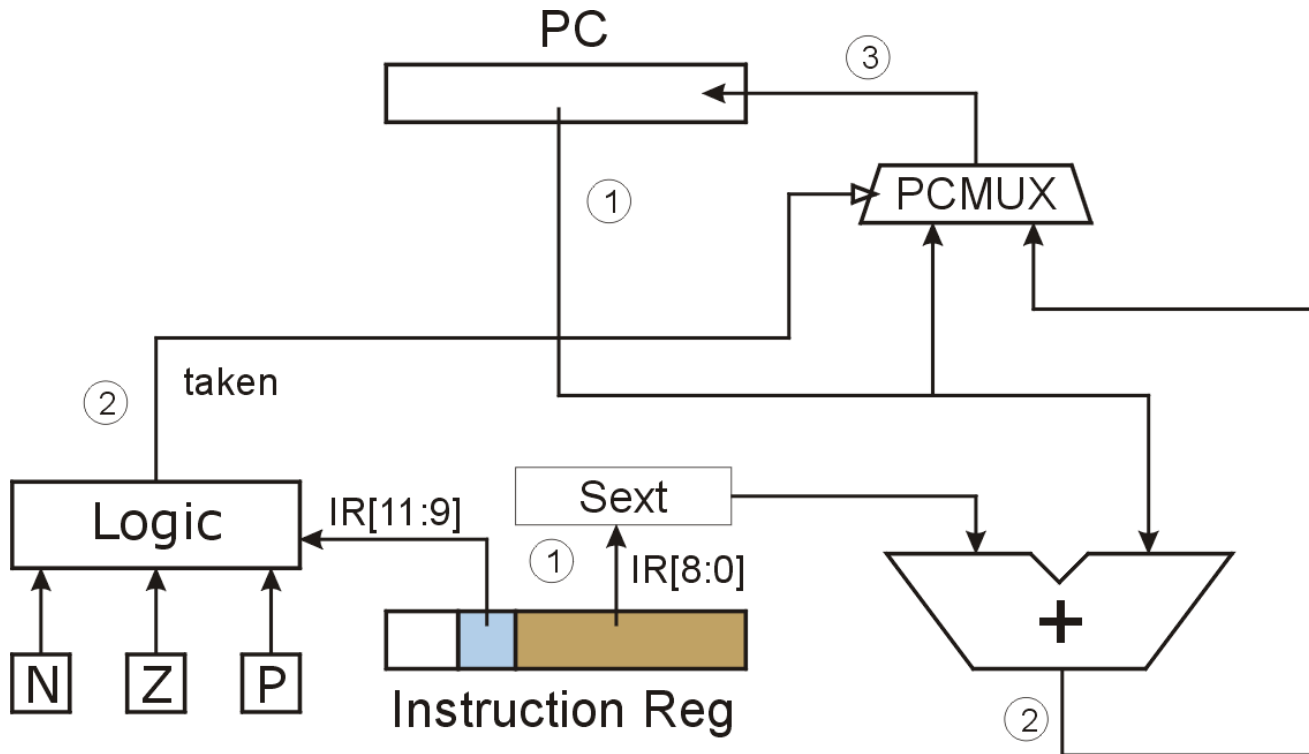 PC
③
①
PCMUX
taken
②
Sext
IR[11:9]
Logic
①
IR[8:0]
+
N
Z
P
Instruction Reg
②